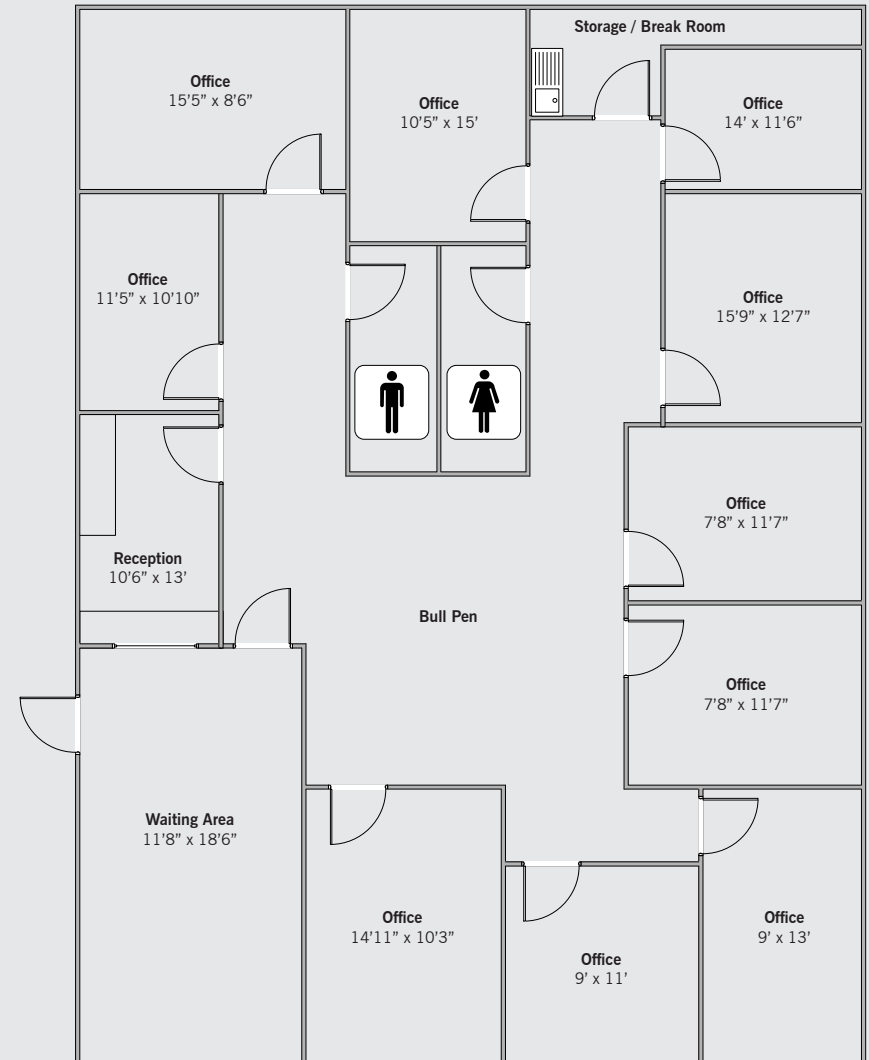 Storage / Break Room
Office
15’5” x 8’6”
Office
10’5” x 15’
Office
14’ x 11’6”
Office
11’5” x 10’10”
Office
15’9” x 12’7”
Office
7’8” x 11’7”
Reception
10’6” x 13’
Bull Pen
Office
7’8” x 11’7”
Waiting Area
11’8” x 18’6”
Office
14’11” x 10’3”
Office
9’ x 11’
Office
9’ x 13’